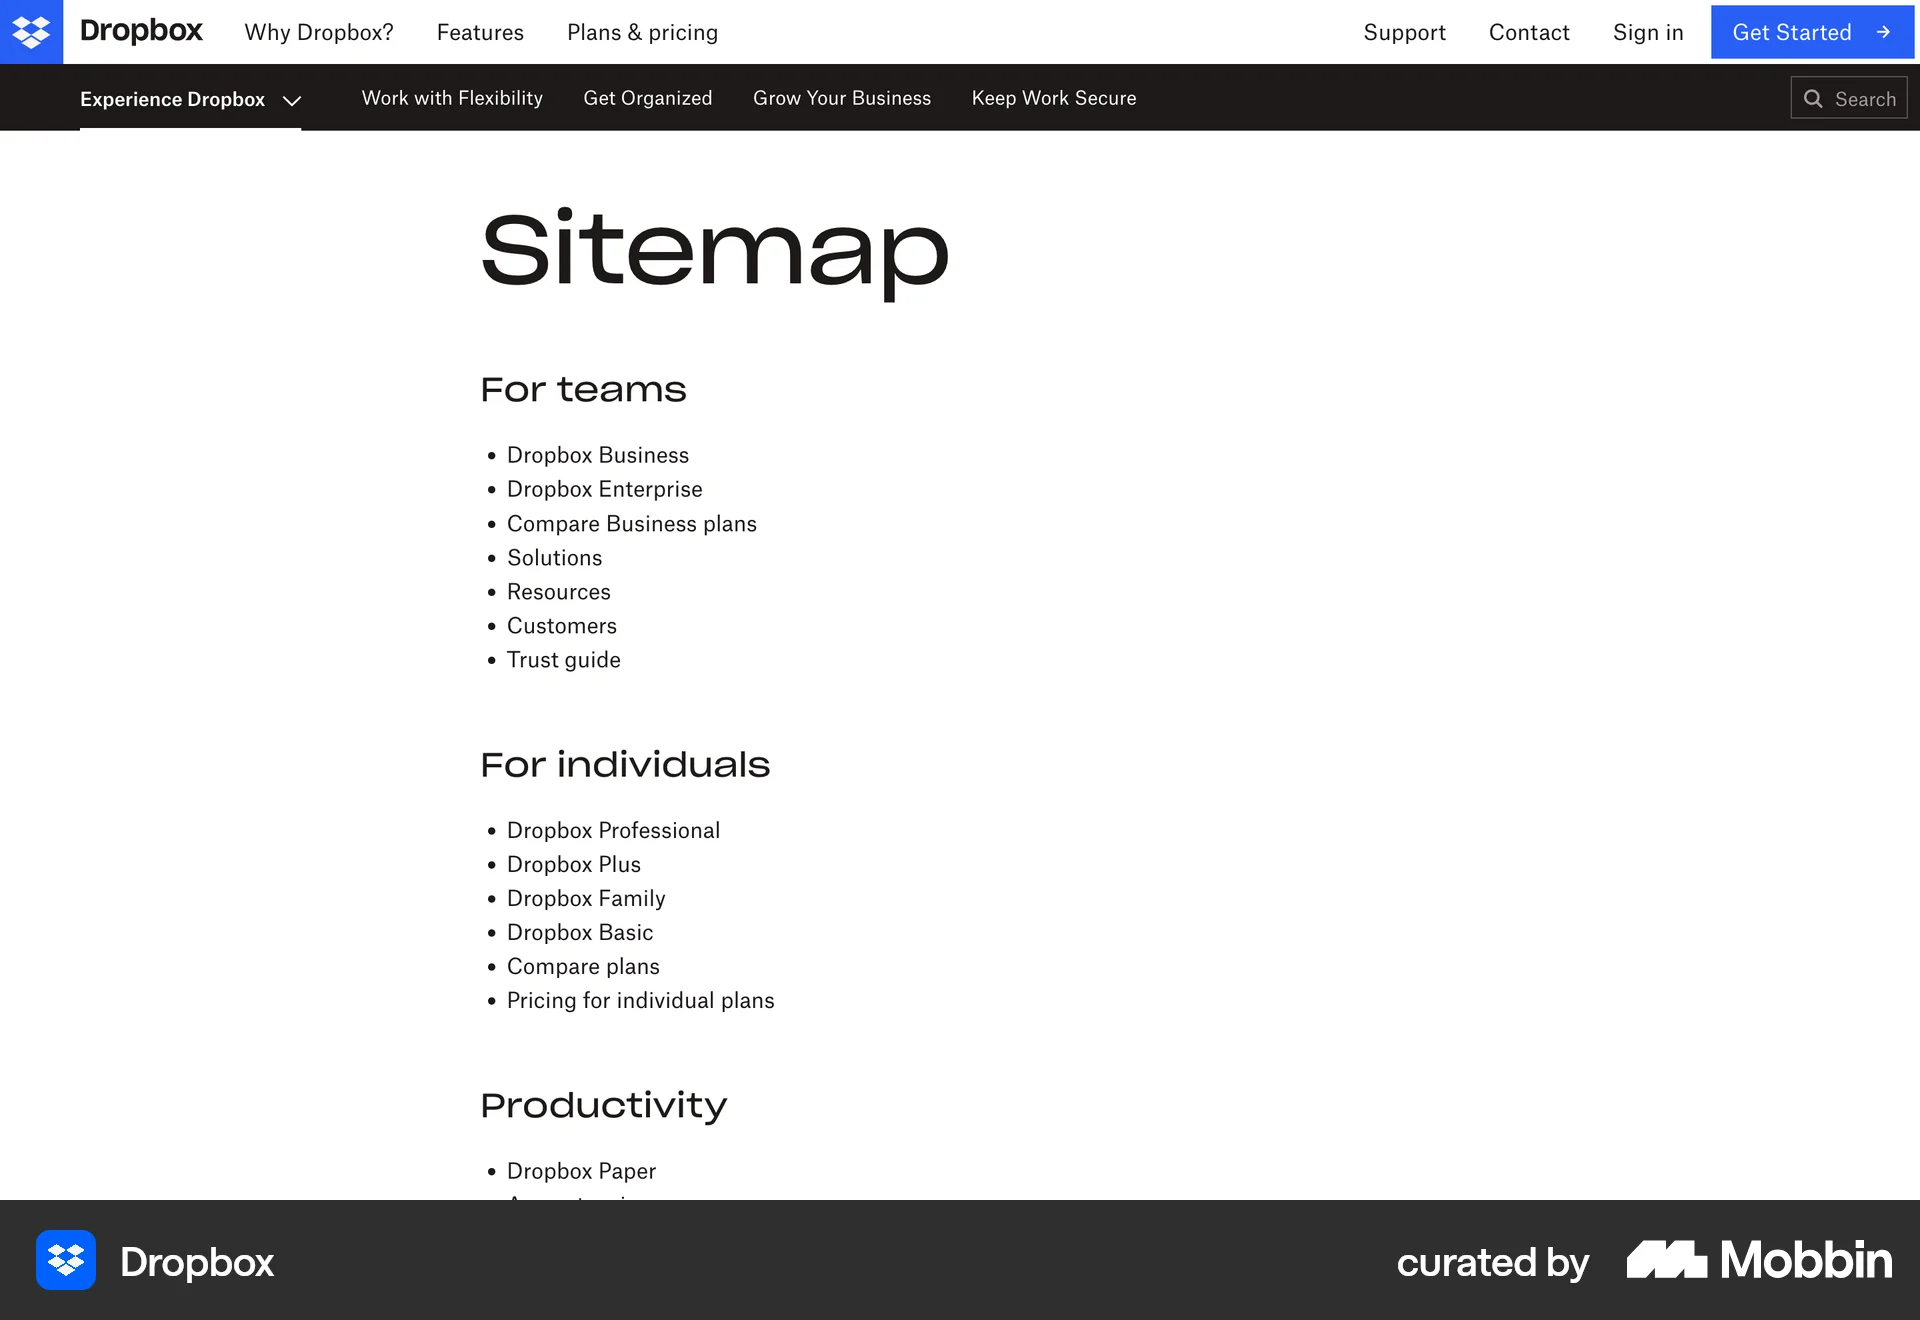 Dropbox Why Dropbox? Features Plans & pricing Support Contact Sign in Get Started →
Experience Dropbox Work with Flexibility Get Organized Grow Your Business Keep Work Secure Search
Sitemap
For teams
• Dropbox Business
• Dropbox Enterprise
• Compare Business plans
• Solutions
• Resources
• Customers
• Trust guide
For individuals
• Dropbox Professional
• Dropbox Plus
• Dropbox Family
• Dropbox Basic
• Compare plans
• Pricing for individual plans
Productivity
• Dropbox Paper
Dropbox curated by Mobbin